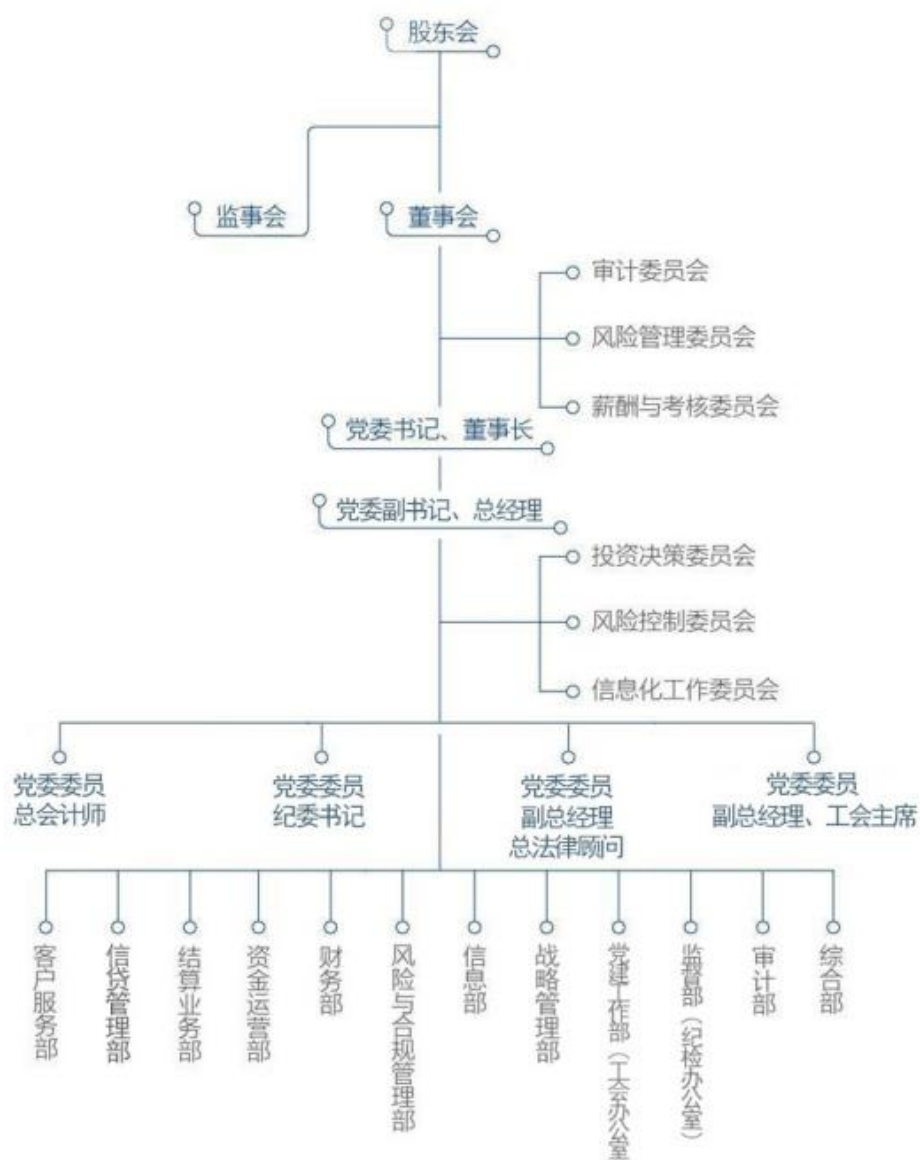 股东会
监事会
董事会
审计委员会
风险管理委员会
薪酬与考核委员会
党委书记、董事长
党委副书记、总经理
投资决策委员会
风险控制委员会
信息化工作委员会
党委委员
总会计师
党委委员
纪委书记
党委委员
副总经理
总法律顾问
党委委员
副总经理、工会主席
客户服务部
信贷管理部
结算业务部
资金运营部
财务部
风险与合规管理部
信息部
战略管理部
党建工作部（工会办公室
监督部（纪检办公室）
审计部
综合部